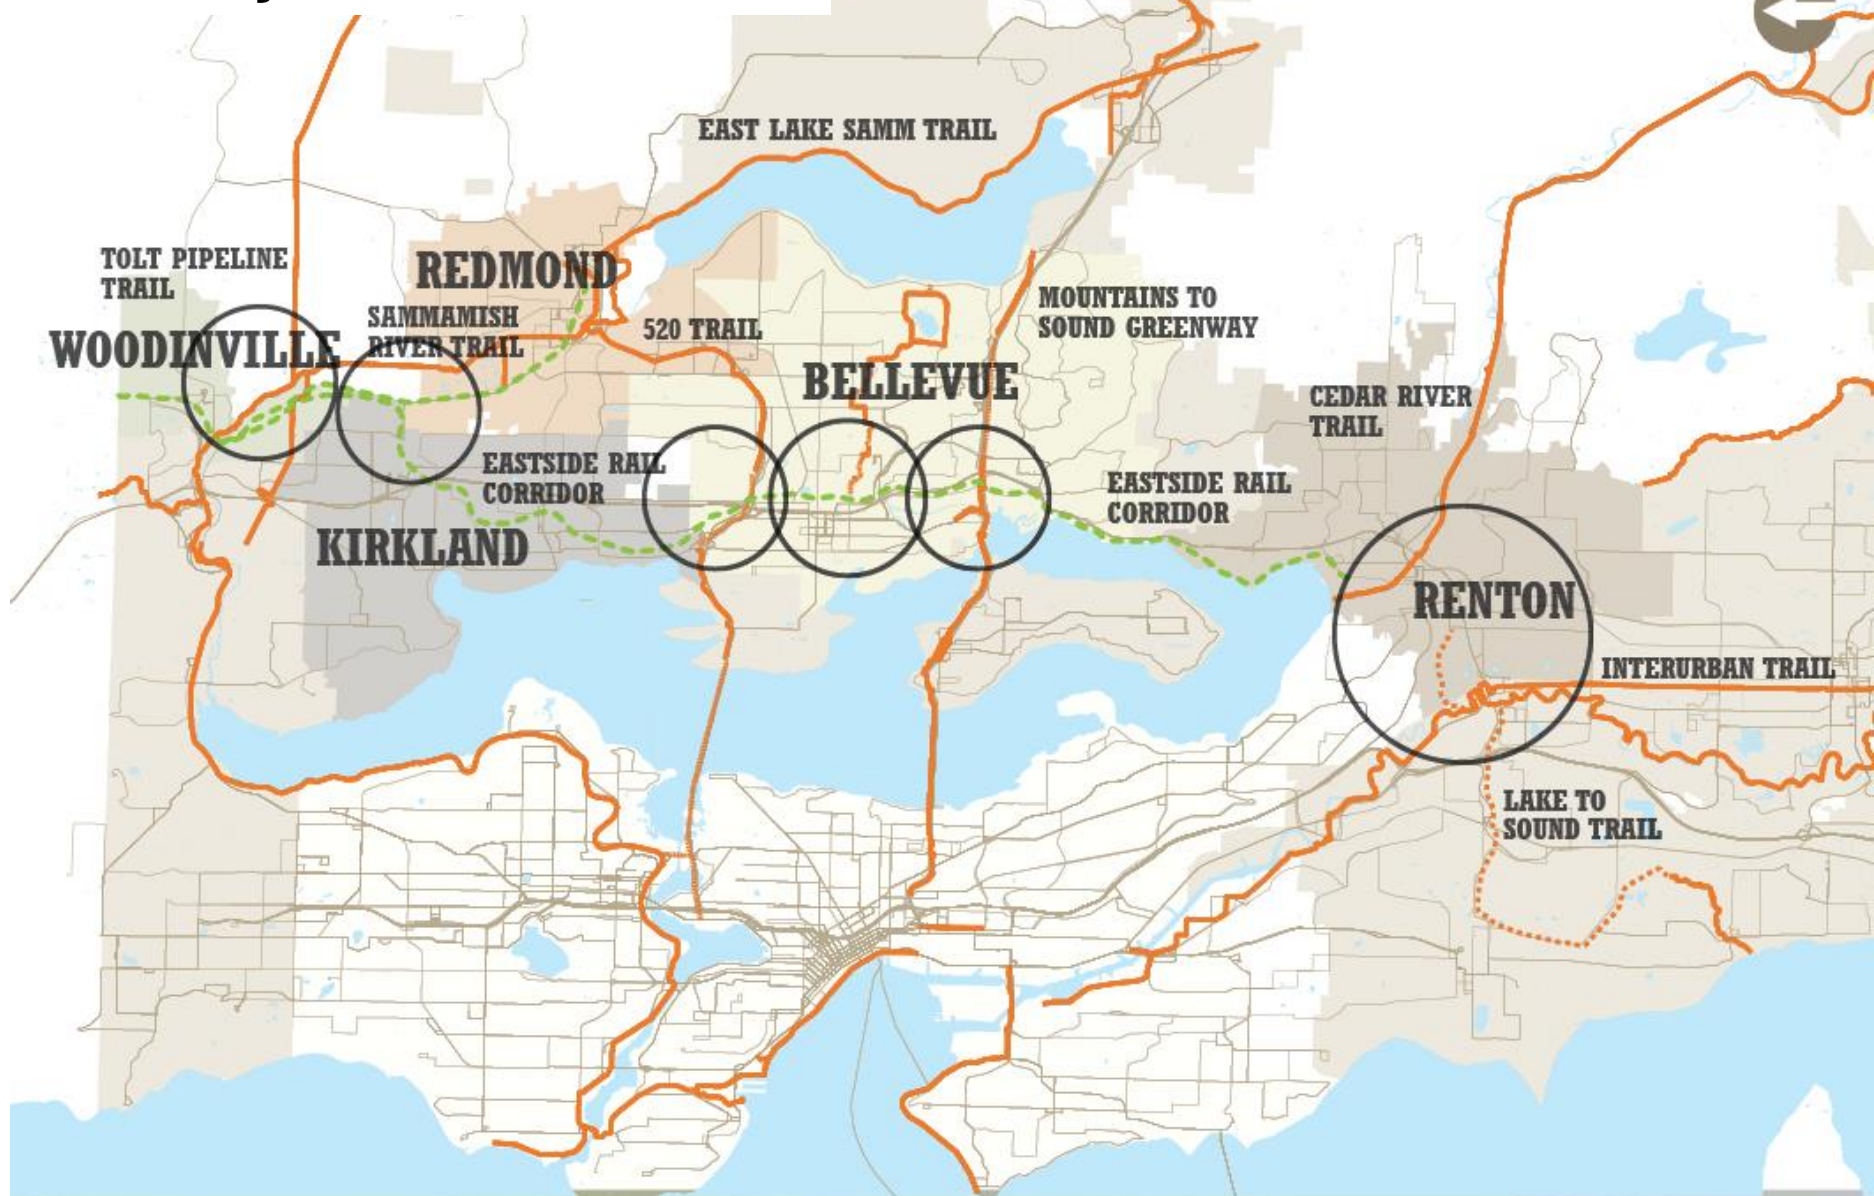 EAST LAKE SAMM TRAIL
TOLT PIPELINE
TRAIL
REDMOND
WOODINVILLE
SAMMAMISH
RIVER TRAIL
520 TRAIL
MOUNTAINS TO
SOUND GREENWAY
BELLEVUE
CEDAR RIVER
TRAIL
EASTSIDE RAIL
CORRIDOR
EASTSIDE RAIL
CORRIDOR
KIRKLAND
RENTON
INTERURBAN TRAIL
LAKE TO
SOUND TRAIL